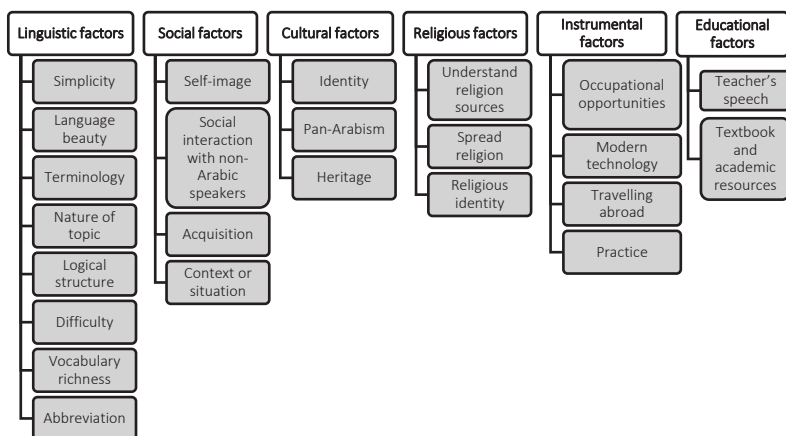 Linguistic factors
Simplicity
Language
beauty
Terminology
Nature of
topic
Logical
structure
Difficulty
Vocabulary
richness
Abbreviation
Social factors
Self-image
Social
interaction
with non-
Arabic
speakers
Acquisition
Context or
situation
Cultural factors
Identity
Pan-Arabism
Heritage
Religious factors
Understand
religion
sources
Spread
religion
Religious
identity
Instrumental
factors
Occupational
opportunities
Modern
technology
Travelling
abroad
Practice
Educational
factors
Teacher’s
speech
Textbook
and
academic
resources